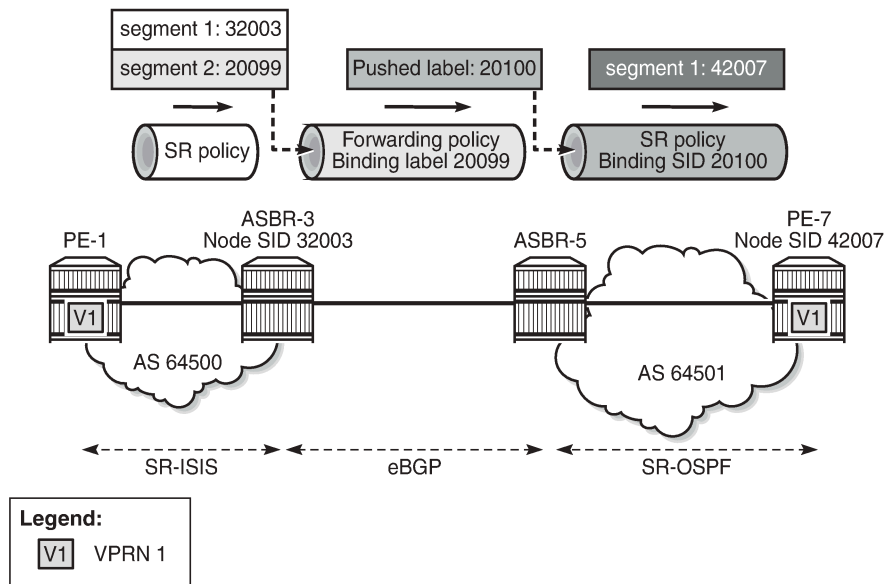 segment 1: 32003
segment 2: 20099
Pushed label: 20100
segment 1: 42007
SR policy
Forwarding policy
Binding label 20099
SR policy
Binding SID 20100
PE-1
ASBR-3
Node SID 32003
ASBR-5
PE-7
Node SID 42007
V1
V1
AS 64500
AS 64501
SR-ISIS
eBGP
SR-OSPF
Legend:
V1 VPRN 1